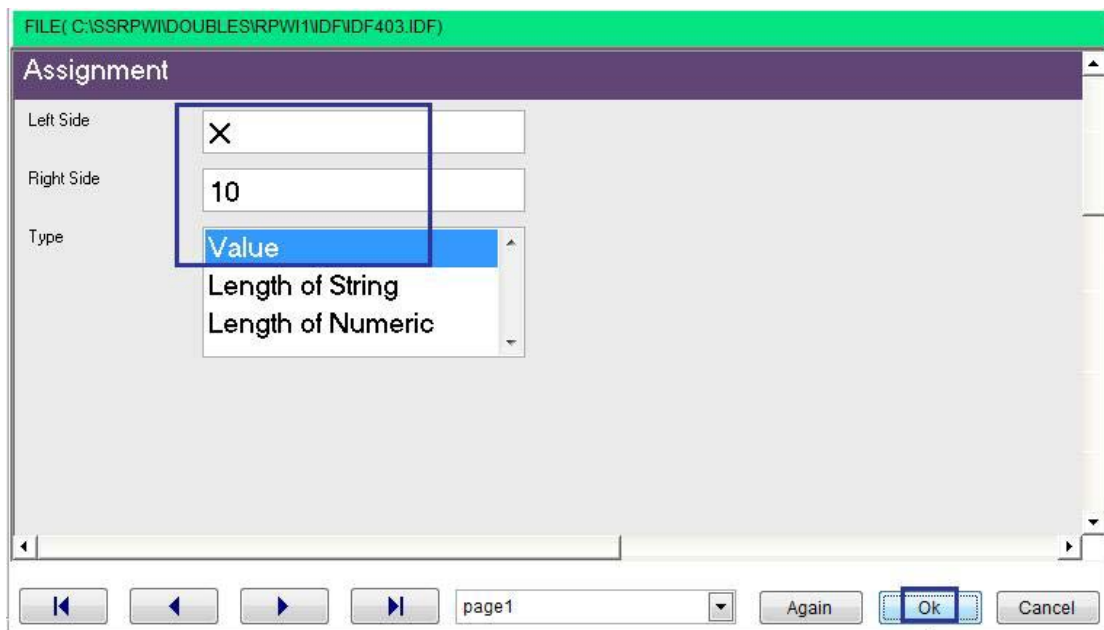 FILE( C:\SSRPWI\DOUBLES\RPWI1\IDF\IDF403.IDF)
Assignment
Left Side
X
Right Side
10
Type
Value
Length of String
Length of Numeric
page1
Again
Ok
Cancel